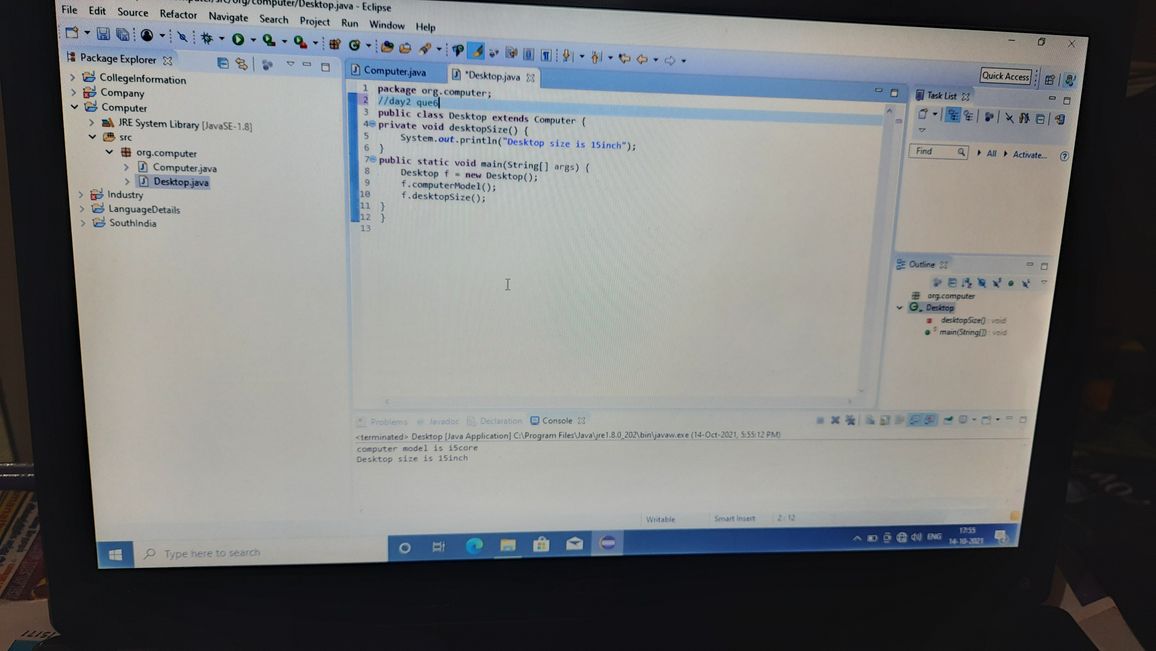 /org/computer/Desktop.java - Eclipse
File Edit Source Refactor Navigate Search Project Run Window Help
Quick Access
Package Explorer
CollegeInformation
Company
Computer
JRE System Library [JavaSE-1.8]
src
org.computer
Computer.java
Desktop.java
Industry
LanguageDetails
SouthIndia
Computer.java *Desktop.java
1 package org.computer;
2 //day2 que6
3 public class Desktop extends Computer {
4 private void desktopSize() {
5 System.out.println("Desktop size is 15inch");
6 }
7 public static void main(String[] args) {
8 Desktop f = new Desktop();
9 f.computerModel();
10 f.desktopSize();
11 }
12 }
13
Task List
Find All Activate...
Outline
org.computer
Desktop
desktopSize() : void
main(String[]) : void
Problems Javadoc Declaration Console
<terminated> Desktop [Java Application] C:\Program Files\Java\jre1.8.0_202\bin\javaw.exe (14-Oct-2021, 5:55:12 PM)
computer model is i5core
Desktop size is 15inch
Writable Smart Insert 2 : 12
Type here to search
ENG
17:55
14-10-2021